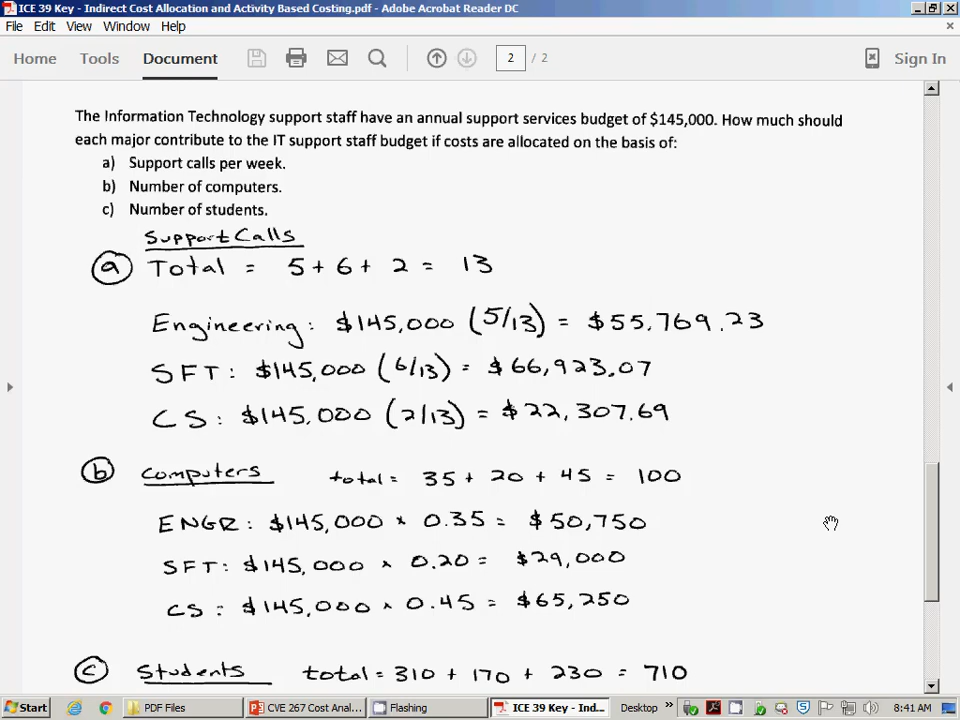 ICE 39 Key - Indirect Cost Allocation and Activity Based Costing.pdf - Adobe Acrobat Reader DC
File Edit View Window Help
Home Tools Document 2 / 2 Sign In
The Information Technology support staff have an annual support services budget of $145,000. How much should
each major contribute to the IT support staff budget if costs are allocated on the basis of:
a) Support calls per week.
b) Number of computers.
c) Number of students.
Support Calls
a Total = 5 + 6 + 2 = 13
Engineering: $145,000 (5/13) = $55,769.23
SFT: $145,000 (6/13) = $66,923.07
CS: $145,000 (2/13) = $22,307.69
b Computers total = 35 + 20 + 45 = 100
ENGR: $145,000 × 0.35 = $50,750
SFT: $145,000 × 0.20 = $29,000
CS: $145,000 × 0.45 = $65,250
c Students total = 310 + 170 + 230 = 710
Start PDF Files CVE 267 Cost Anal... Flashing ICE 39 Key - Ind... Desktop » 8:41 AM